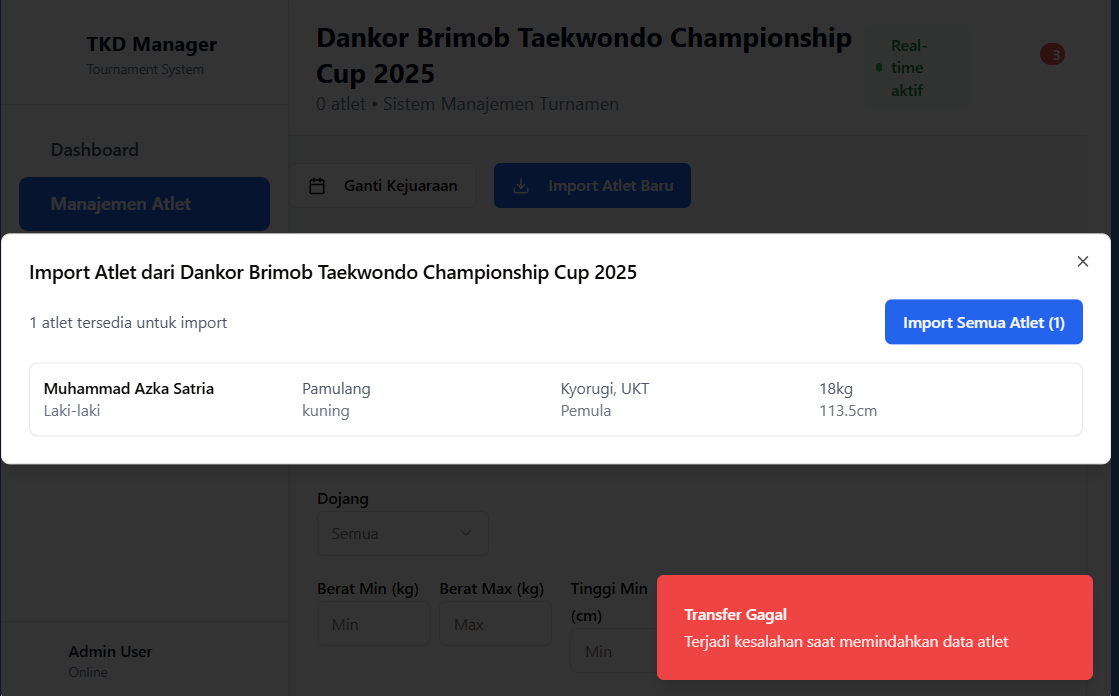 TKD Manager
Tournament System
Dankor Brimob Taekwondo Championship
Cup 2025
0 atlet • Sistem Manajemen Turnamen
Real-
time
aktif
3
Dashboard
Manajemen Atlet
Ganti Kejuaraan
Import Atlet Baru
Import Atlet dari Dankor Brimob Taekwondo Championship Cup 2025
1 atlet tersedia untuk import
Import Semua Atlet (1)
Muhammad Azka Satria
Laki-laki
Pamulang
kuning
Kyorugi, UKT
Pemula
18kg
113.5cm
Dojang
Semua
Berat Min (kg)
Min
Berat Max (kg)
Max
Tinggi Min
(cm)
Min
Transfer Gagal
Terjadi kesalahan saat memindahkan data atlet
Admin User
Online